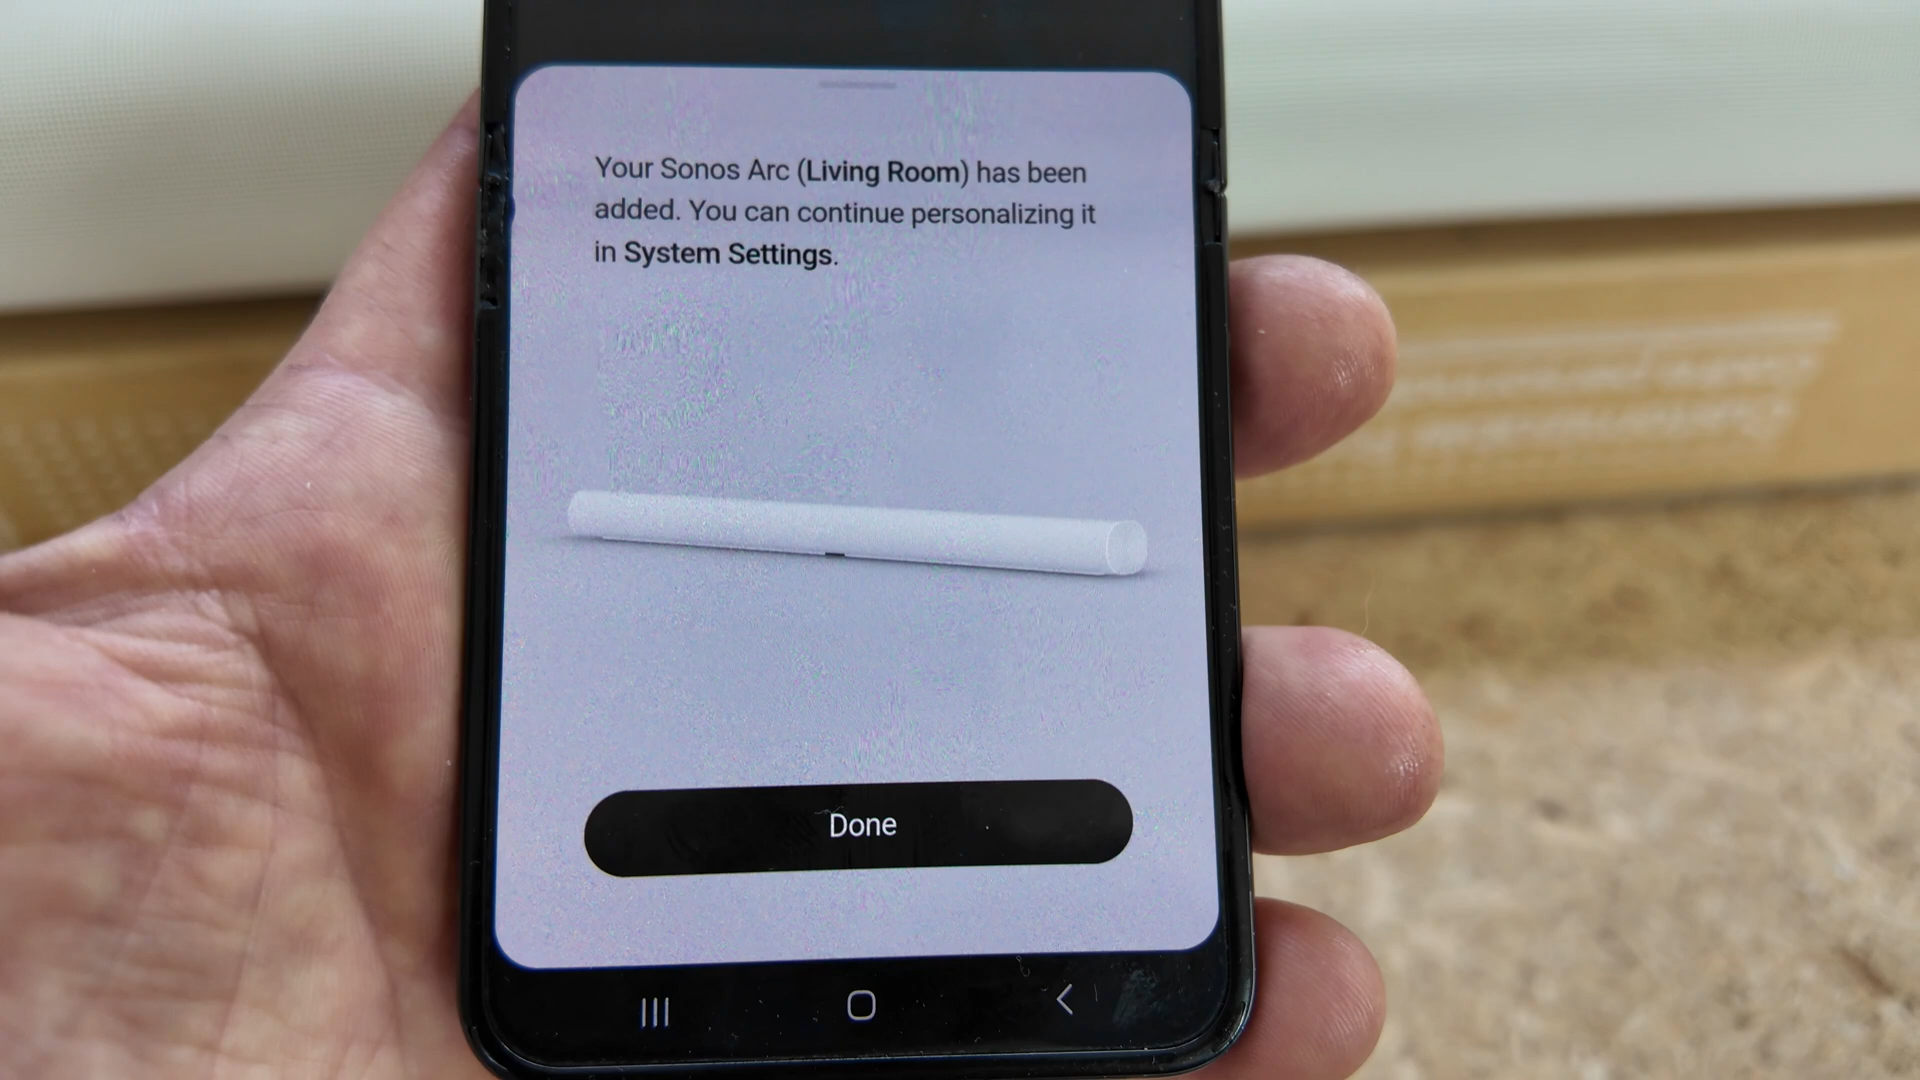 Your Sonos Arc (Living Room) has been
added. You can continue personalizing it
in System Settings.
Done